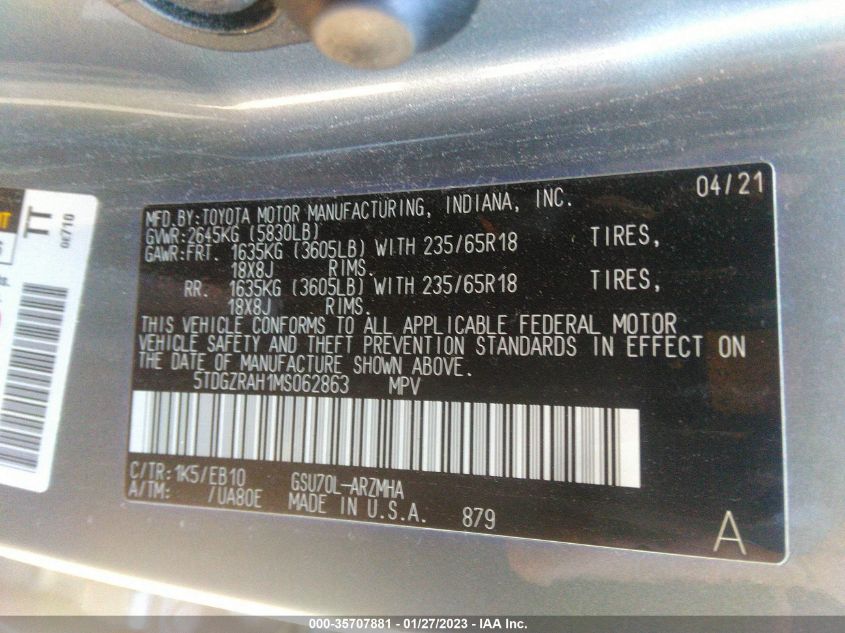 04/21
MFD.BY:TOYOTA MOTOR MANUFACTURING, INDIANA, INC.
GVWR:2645KG (5830LB)
GAWR:FRT. 1635KG (3605LB) WITH 235/65R18 TIRES,
18X8J RIMS.
RR. 1635KG (3605LB) WITH 235/65R18 TIRES,
18X8J RIMS.
THIS VEHICLE CONFORMS TO ALL APPLICABLE FEDERAL MOTOR
VEHICLE SAFETY AND THEFT PREVENTION STANDARDS IN EFFECT ON
THE DATE OF MANUFACTURE SHOWN ABOVE.
5TDGZRAH1MS062863 MPV
C/TR:1K5/EB10 GSU70L-ARZMHA
A/TM: /UA80E MADE IN U.S.A. 879
A
TT
0E710
000-35707881 - 01/27/2023 - IAA Inc.